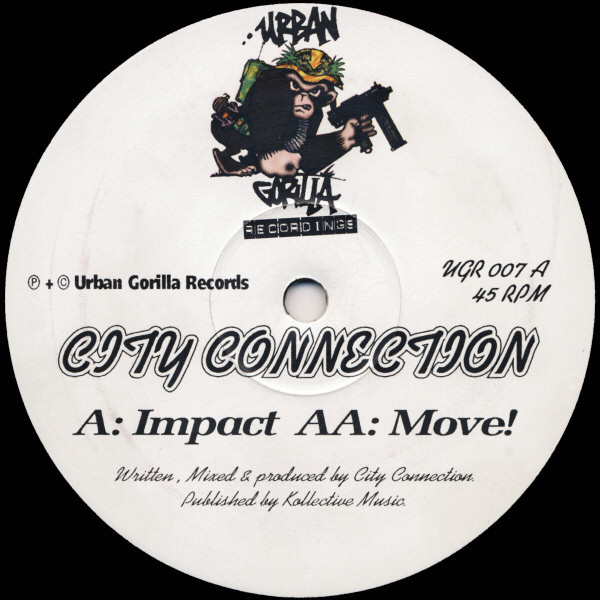 URBAN
GORILLA
RECORDINGS
℗ + © Urban Gorilla Records
UGR 007 A
45 RPM
CITY CONNECTION
A: Impact AA: Move!
Written, Mixed & produced by City Connection.
Published by Kollective Music.